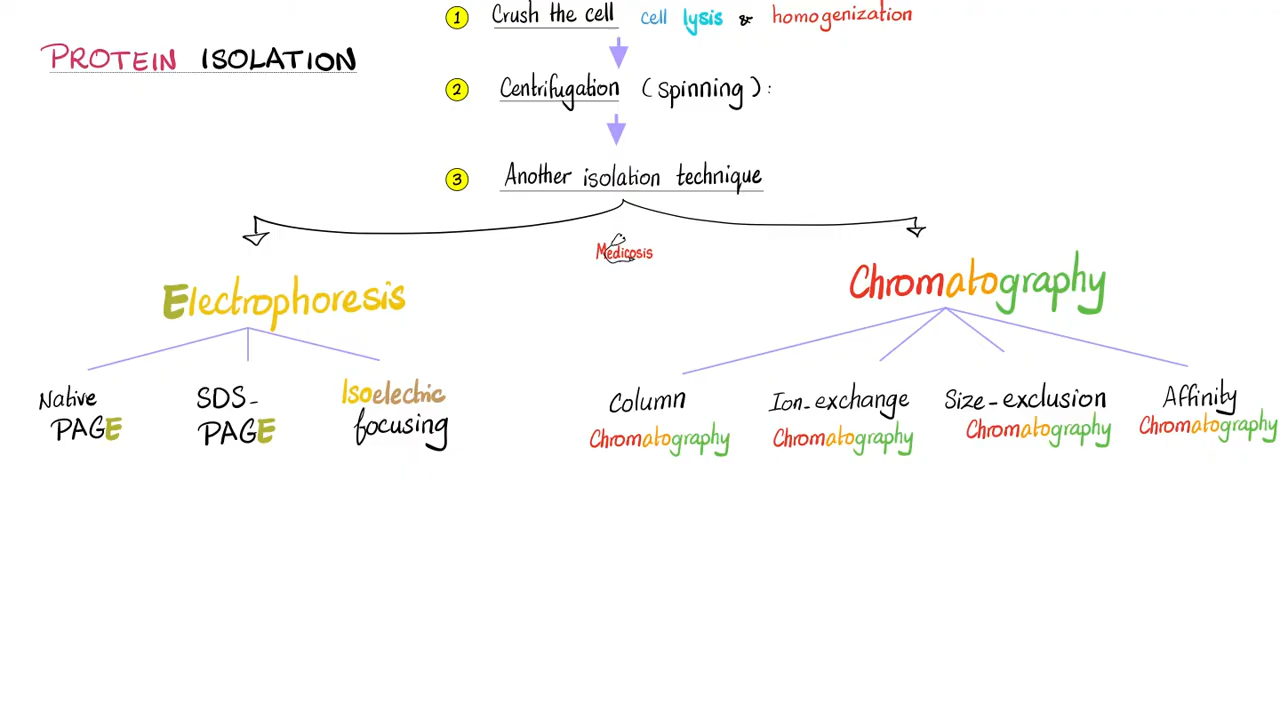 PROTEIN ISOLATION
1 Crush the cell cell lysis & homogenization
2 Centrifugation (spinning):
3 Another isolation technique
Medicosis
Electrophoresis
Chromatography
Native PAGE
SDS-PAGE
Isoelectric focusing
Column Chromatography
Ion-exchange Chromatography
Size-exclusion Chromatography
Affinity Chromatography